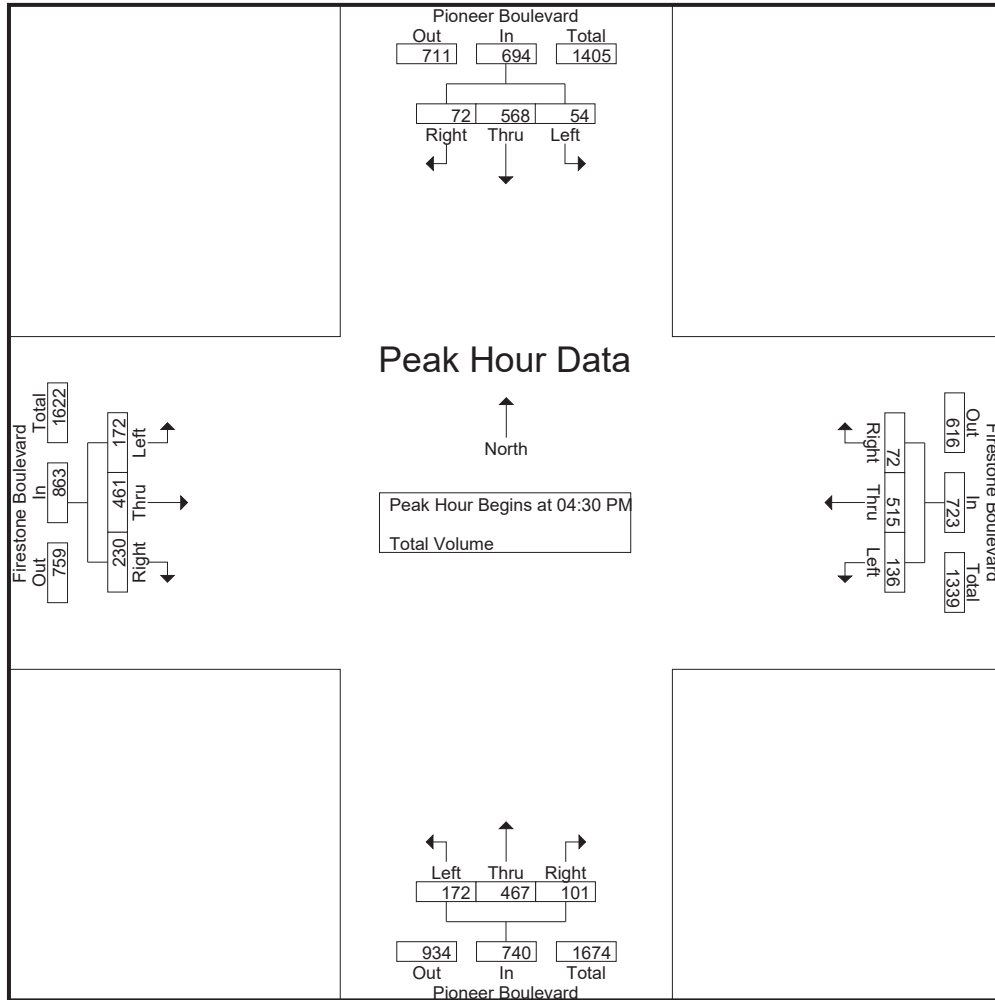 Pioneer Boulevard
Out In Total
711 694 1405
72 568 54
Right Thru Left
Peak Hour Data
North
Peak Hour Begins at 04:30 PM
Total Volume
Firestone Boulevard
Total In Out
1622 863 759
172 461 230
Left Thru Right
Right Thru Left
72 515 136
Out In Total
616 723 1339
Firestone Boulevard
Left Thru Right
172 467 101
934 740 1674
Out In Total
Pioneer Boulevard